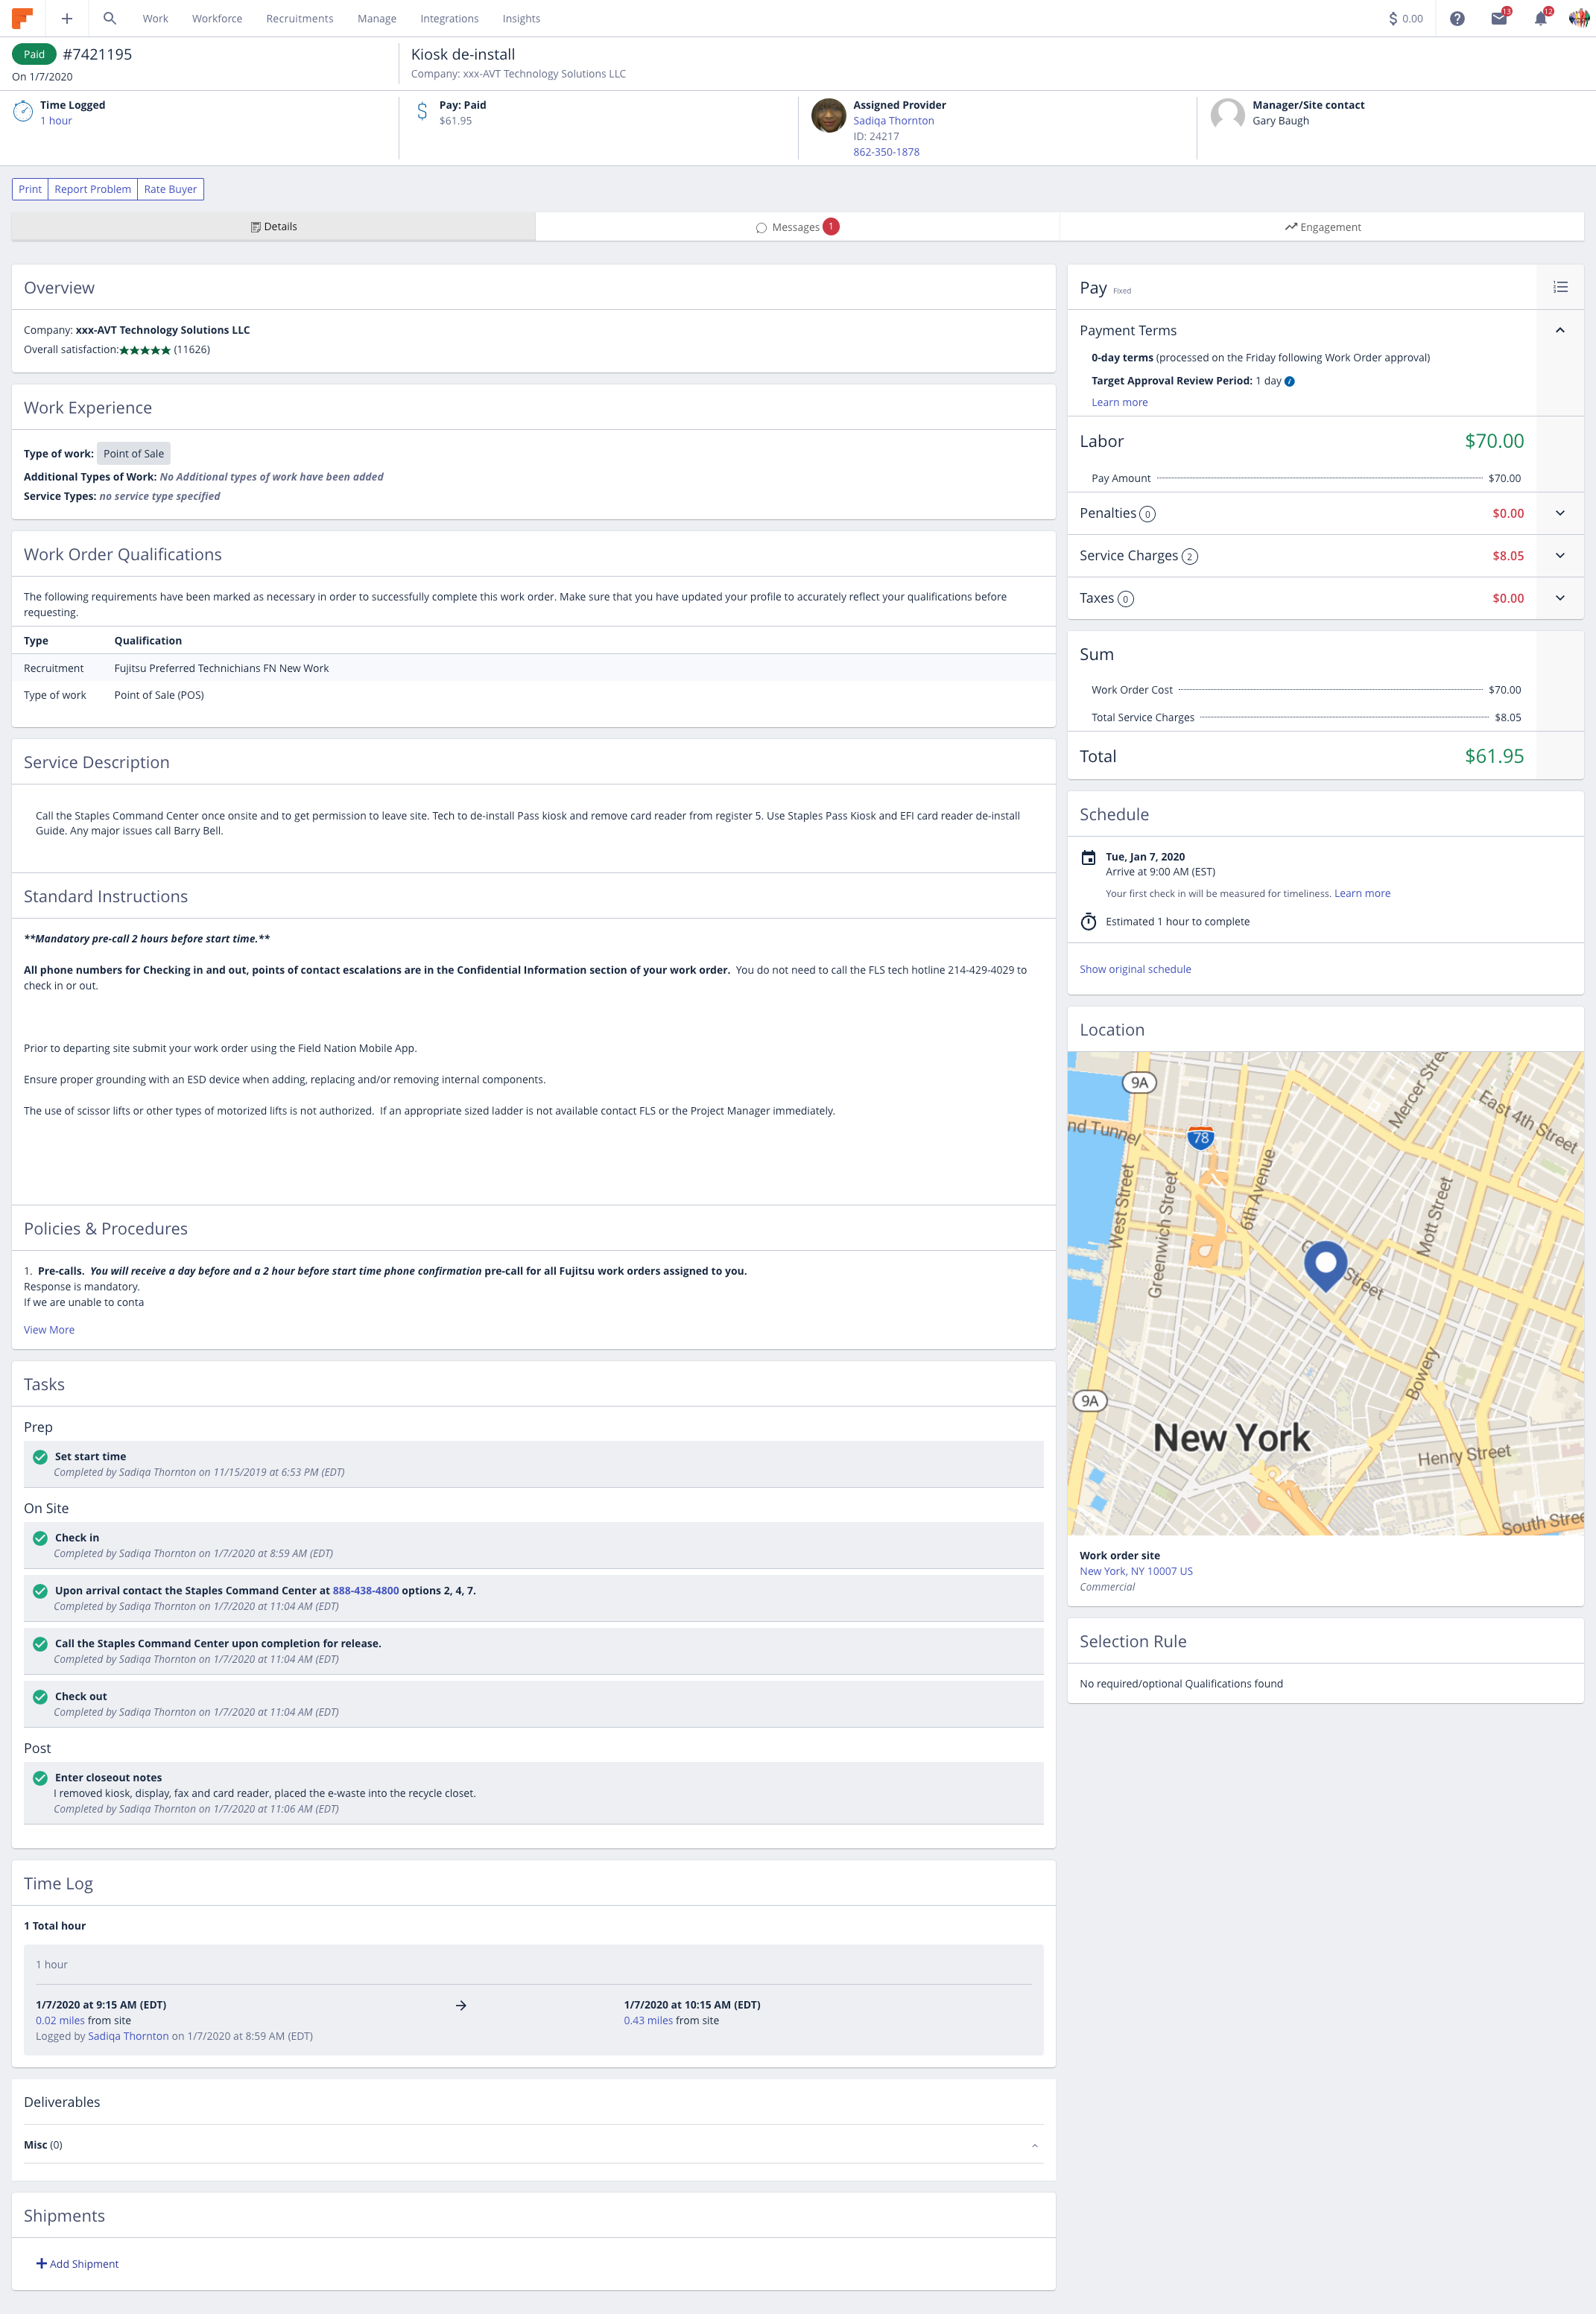 Work Workforce Recruitments Manage Integrations Insights $ 0.00 13 12
Paid #7421195
On 1/7/2020
Kiosk de-install
Company: xxx-AVT Technology Solutions LLC
Time Logged
1 hour
Pay: Paid
$61.95
Assigned Provider
Sadiqa Thornton
ID: 24217
862-350-1878
Manager/Site contact
Gary Baugh
Print Report Problem Rate Buyer
Details Messages 1 Engagement
Overview
Company: xxx-AVT Technology Solutions LLC
Overall satisfaction:★★★★★ (11626)
Work Experience
Type of work: Point of Sale
Additional Types of Work: No Additional types of work have been added
Service Types: no service type specified
Work Order Qualifications
The following requirements have been marked as necessary in order to successfully complete this work order. Make sure that you have updated your profile to accurately reflect your qualifications before
requesting.
Type Qualification
Recruitment Fujitsu Preferred Technichians FN New Work
Type of work Point of Sale (POS)
Service Description
Call the Staples Command Center once onsite and to get permission to leave site. Tech to de-install Pass kiosk and remove card reader from register 5. Use Staples Pass Kiosk and EFI card reader de-install
Guide. Any major issues call Barry Bell.
Standard Instructions
**Mandatory pre-call 2 hours before start time.**
All phone numbers for Checking in and out, points of contact escalations are in the Confidential Information section of your work order. You do not need to call the FLS tech hotline 214-429-4029 to
check in or out.
Prior to departing site submit your work order using the Field Nation Mobile App.
Ensure proper grounding with an ESD device when adding, replacing and/or removing internal components.
The use of scissor lifts or other types of motorized lifts is not authorized. If an appropriate sized ladder is not available contact FLS or the Project Manager immediately.
Policies & Procedures
1. Pre-calls. You will receive a day before and a 2 hour before start time phone confirmation pre-call for all Fujitsu work orders assigned to you.
Response is mandatory.
If we are unable to conta
View More
Tasks
Prep
Set start time
Completed by Sadiqa Thornton on 11/15/2019 at 6:53 PM (EDT)
On Site
Check in
Completed by Sadiqa Thornton on 1/7/2020 at 8:59 AM (EDT)
Upon arrival contact the Staples Command Center at 888-438-4800 options 2, 4, 7.
Completed by Sadiqa Thornton on 1/7/2020 at 11:04 AM (EDT)
Call the Staples Command Center upon completion for release.
Completed by Sadiqa Thornton on 1/7/2020 at 11:04 AM (EDT)
Check out
Completed by Sadiqa Thornton on 1/7/2020 at 11:04 AM (EDT)
Post
Enter closeout notes
I removed kiosk, display, fax and card reader, placed the e-waste into the recycle closet.
Completed by Sadiqa Thornton on 1/7/2020 at 11:06 AM (EDT)
Time Log
1 Total hour
1 hour
1/7/2020 at 9:15 AM (EDT) → 1/7/2020 at 10:15 AM (EDT)
0.02 miles from site 0.43 miles from site
Logged by Sadiqa Thornton on 1/7/2020 at 8:59 AM (EDT)
Deliverables
Misc (0)
Shipments
+ Add Shipment
Pay Fixed
Payment Terms
0-day terms (processed on the Friday following Work Order approval)
Target Approval Review Period: 1 day
Learn more
Labor $70.00
Pay Amount $70.00
Penalties 0 $0.00
Service Charges 2 $8.05
Taxes 0 $0.00
Sum
Work Order Cost $70.00
Total Service Charges $8.05
Total $61.95
Schedule
Tue, Jan 7, 2020
Arrive at 9:00 AM (EST)
Your first check in will be measured for timeliness. Learn more
Estimated 1 hour to complete
Show original schedule
Location
9A
Mercer Stree
East 4th Street
nd Tunnel
78
West Street
Greenwich Street
6th Avenue
Mott Street
Street
Bowery
9A
New York
Henry Street
South Stree
Work order site
New York, NY 10007 US
Commercial
Selection Rule
No required/optional Qualifications found